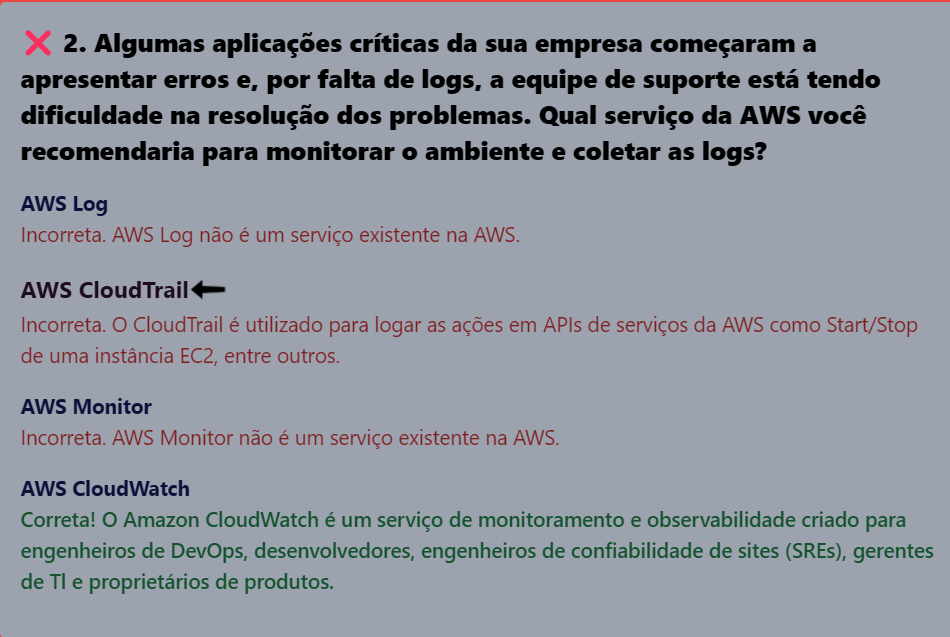 ❌ 2. Algumas aplicações críticas da sua empresa começaram a
apresentar erros e, por falta de logs, a equipe de suporte está tendo
dificuldade na resolução dos problemas. Qual serviço da AWS você
recomendaria para monitorar o ambiente e coletar as logs?
AWS Log
Incorreta. AWS Log não é um serviço existente na AWS.
AWS CloudTrail
Incorreta. O CloudTrail é utilizado para logar as ações em APIs de serviços da AWS como Start/Stop
de uma instância EC2, entre outros.
AWS Monitor
Incorreta. AWS Monitor não é um serviço existente na AWS.
AWS CloudWatch
Correta! O Amazon CloudWatch é um serviço de monitoramento e observabilidade criado para
engenheiros de DevOps, desenvolvedores, engenheiros de confiabilidade de sites (SREs), gerentes
de TI e proprietários de produtos.